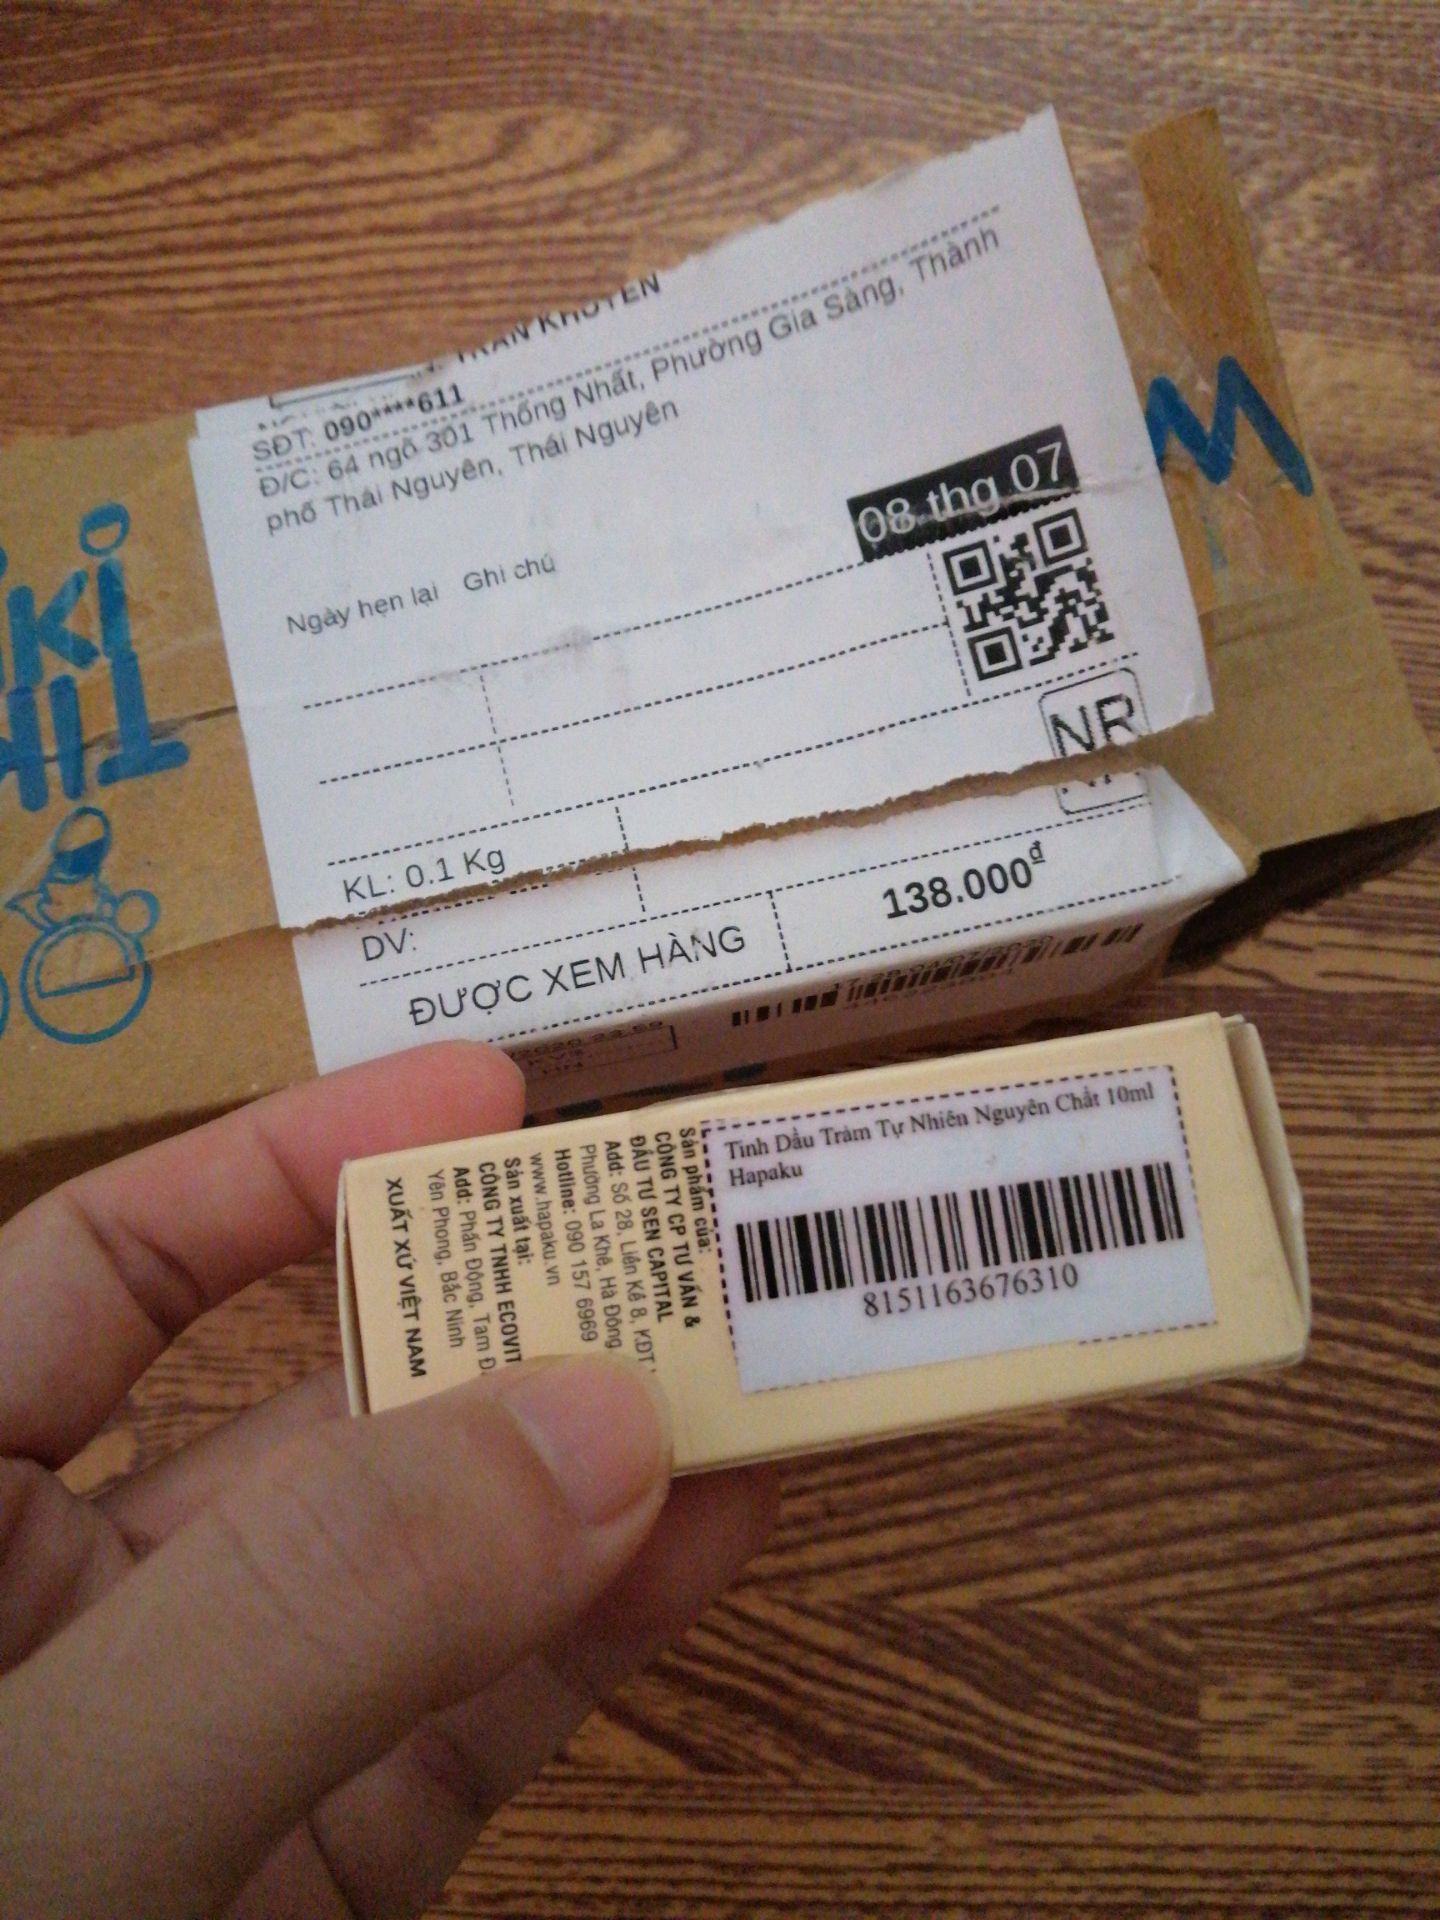 TRẦN KHUYÊN
SĐT: 090****611
Đ/C: 64 ngõ 301 Thống Nhất, Phường Gia Sàng, Thành
phố Thái Nguyên, Thái Nguyên
08 thg 07
Ngày hẹn lại Ghi chú
NR
KL: 0.1 Kg
DV:
138.000đ
ĐƯỢC XEM HÀNG
Tinh Dầu Tràm Tự Nhiên Nguyên Chất 10ml
Hapaku
8151163676310
Sản phẩm của:
CÔNG TY CP TƯ VẤN &
ĐẦU TƯ SEN CAPITAL
Add: Số 28, Liền Kề 8, KĐT
Phường La Khê, Hà Đông
Hotline: 090 157 6969
www.hapaku.vn
Sản xuất tại:
CÔNG TY TNHH ECOVIT
Add: Phấn Động, Tam
Yên Phong, Bắc Ninh
XUẤT XỨ VIỆT NAM